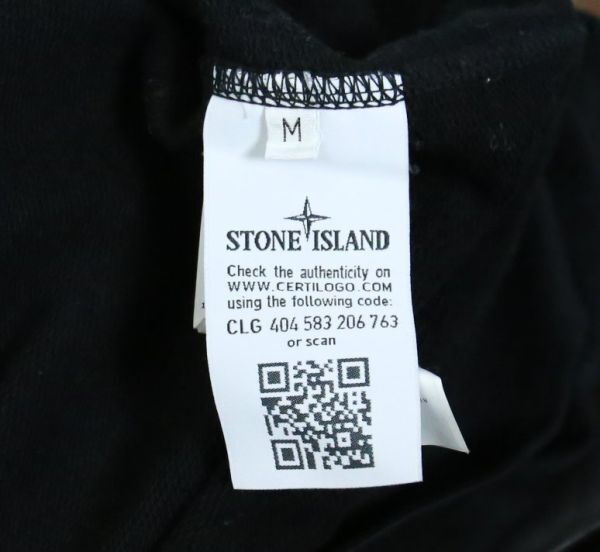 M
STONE ISLAND
Check the authenticity on
WWW.CERTILOGO.COM
using the following code:
CLG 404 583 206 763
or scan